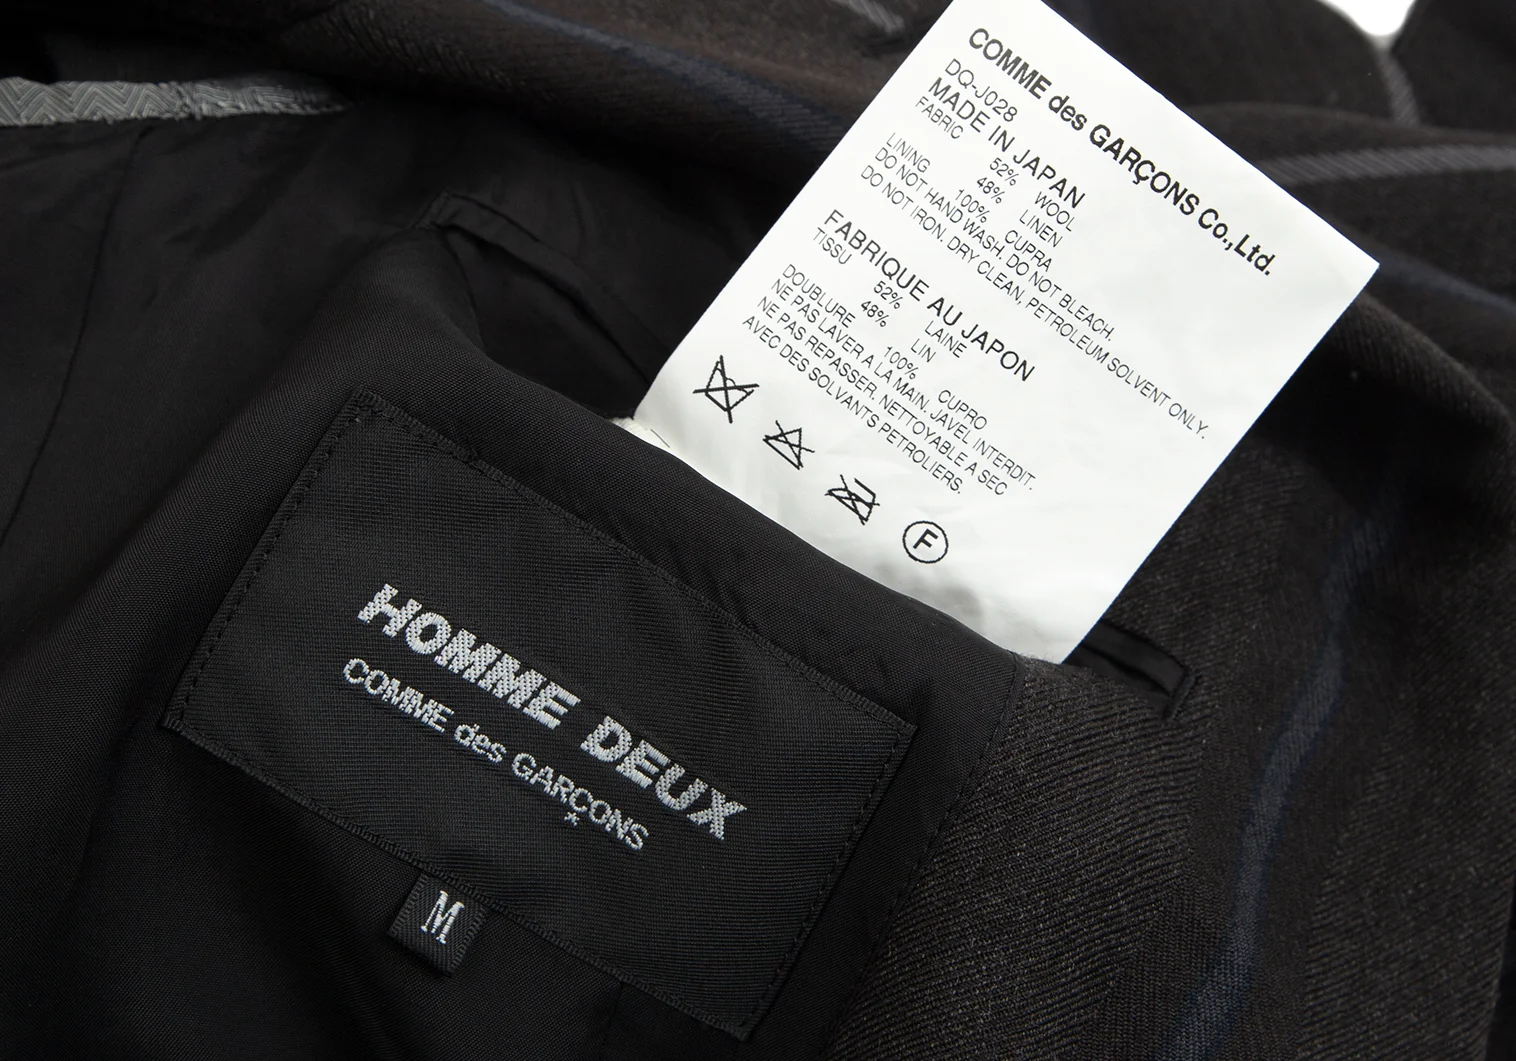 COMME des GARÇONS Co., Ltd.
DQ-J028
MADE IN JAPAN
FABRIC 52% WOOL
48% LINEN
LINING 100% CUPRA
DO NOT HAND WASH, DO NOT BLEACH,
DO NOT IRON, DRY CLEAN, PETROLEUM SOLVENT ONLY.
FABRIQUE AU JAPON
TISSU 52% LAINE
48% LIN
DOUBLURE 100% CUPRO
NE PAS LAVER A LA MAIN, JAVEL INTERDIT.
NE PAS REPASSER, NETTOYABLE A SEC
AVEC DES SOLVANTS PETROLIERS.
F
HOMME DEUX
COMME des GARÇONS
M